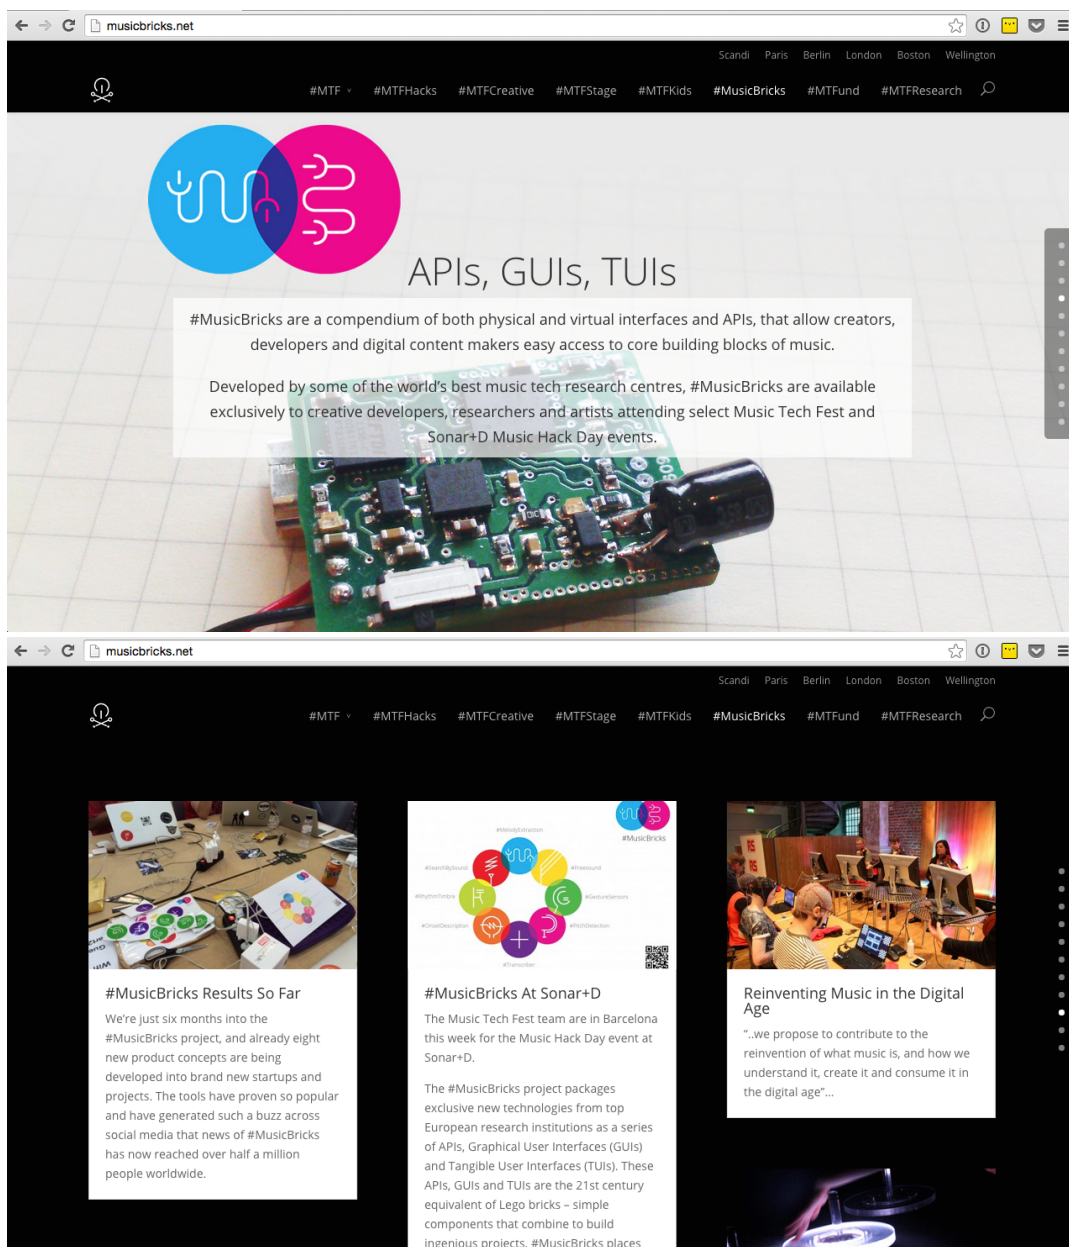 musicbricks.net
Scandi Paris Berlin London Boston Wellington
#MTF #MTFHacks #MTFCreative #MTFStage #MTFKids #MusicBricks #MTFund #MTFResearch
APIs, GUIs, TUIs
#MusicBricks are a compendium of both physical and virtual interfaces and APIs, that allow creators,
developers and digital content makers easy access to core building blocks of music.
Developed by some of the world's best music tech research centres, #MusicBricks are available
exclusively to creative developers, researchers and artists attending select Music Tech Fest and
Sonar+D Music Hack Day events.
musicbricks.net
Scandi Paris Berlin London Boston Wellington
#MTF #MTFHacks #MTFCreative #MTFStage #MTFKids #MusicBricks #MTFund #MTFResearch
#MusicBricks
#MelodyExtraction
#SearchBySound
#Freesound
#RhythmTimbre
#GestureSensors
#OnsetDescription
#PitchDetection
#Transcriber
#MusicBricks Results So Far
We're just six months into the
#MusicBricks project, and already eight
new product concepts are being
developed into brand new startups and
projects. The tools have proven so popular
and have generated such a buzz across
social media that news of #MusicBricks
has now reached over half a million
people worldwide.
#MusicBricks At Sonar+D
The Music Tech Fest team are in Barcelona
this week for the Music Hack Day event at
Sonar+D.
The #MusicBricks project packages
exclusive new technologies from top
European research institutions as a series
of APIs, Graphical User Interfaces (GUIs)
and Tangible User Interfaces (TUIs). These
APIs, GUIs and TUIs are the 21st century
equivalent of Lego bricks – simple
components that combine to build
ingenious projects. #MusicBricks places
Reinventing Music in the Digital
Age
"..we propose to contribute to the
reinvention of what music is, and how we
understand it, create it and consume it in
the digital age"...